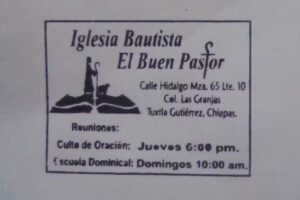 Iglesia Bautista
El Buen Pastor
Calle Hidalgo Mza. 65 Lte. 10
Col. Las Granjas
Tuxtla Gutiérrez, Chiapas.
Reuniones:
Culto de Oración: Jueves 6:00 pm.
Escuela Dominical: Domingos 10:00 am.